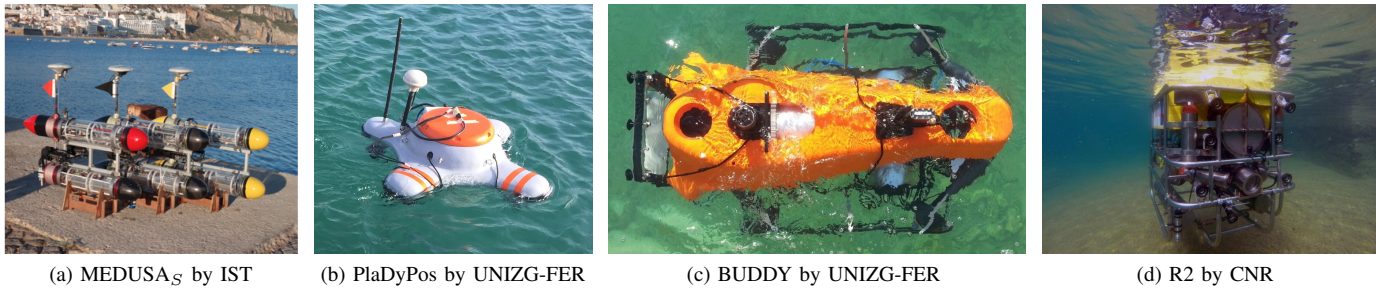 (a) MEDUSA_S by IST
(b) PlaDyPos by UNIZG-FER
(c) BUDDY by UNIZG-FER
(d) R2 by CNR